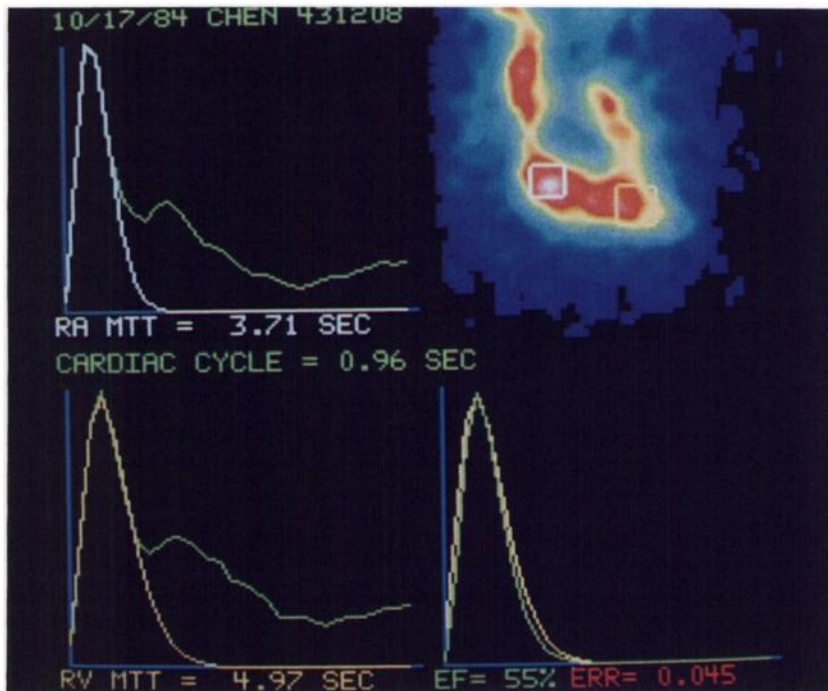 10/17/84 CHEN 431208
RA MTT = 3.71 SEC
CARDIAC CYCLE = 0.96 SEC
RV MTT = 4.97 SEC
EF= 55% ERR= 0.045